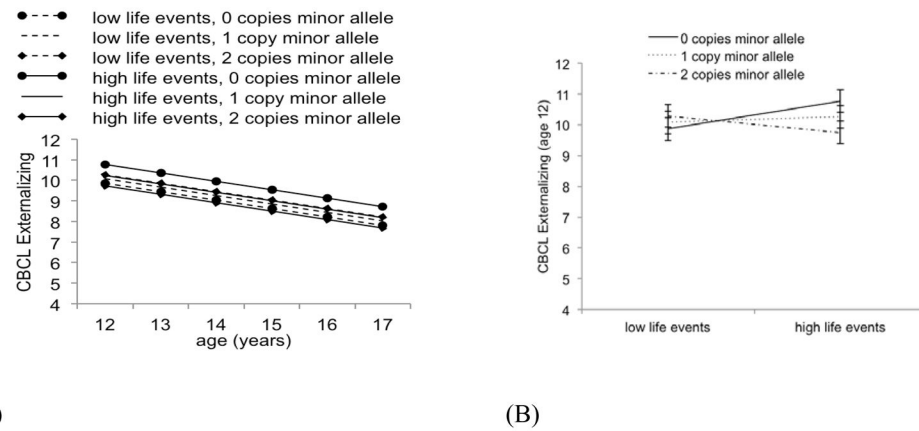 low life events, 0 copies minor allele
low life events, 1 copy minor allele
low life events, 2 copies minor allele
high life events, 0 copies minor allele
high life events, 1 copy minor allele
high life events, 2 copies minor allele
CBCL Externalizing
12
11
10
9
8
7
6
5
4
12 13 14 15 16 17
age (years)
)
0 copies minor allele
1 copy minor allele
2 copies minor allele
CBCL Externalizing (age 12)
12
11
10
9
8
7
6
5
4
low life events high life events
(B)